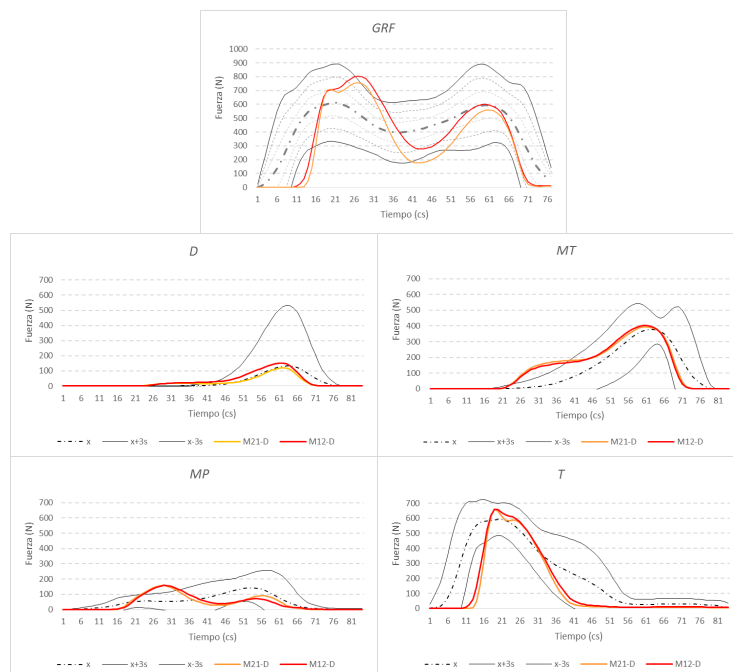 GRF
Fuerza (N)
1000
900
800
700
600
500
400
300
200
100
0
1 6 11 16 21 26 31 36 41 46 51 56 61 66 71 76
Tiempo (cs)
D
Fuerza (N)
700
600
500
400
300
200
100
0
1 6 11 16 21 26 31 36 41 46 51 56 61 66 71 76 81
Tiempo (cs)
x x+3s x-3s M21-D M12-D
MT
Fuerza (N)
700
600
500
400
300
200
100
0
1 6 11 16 21 26 31 36 41 46 51 56 61 66 71 76 81
Tiempo (cs)
x x+3s x-3s M21-D M12-D
MP
Fuerza (N)
700
600
500
400
300
200
100
0
1 6 11 16 21 26 31 36 41 46 51 56 61 66 71 76 81
Tiempo (cs)
x x+3s x-3s M21-D M12-D
T
Fuerza (N)
700
600
500
400
300
200
100
0
1 6 11 16 21 26 31 36 41 46 51 56 61 66 71 76 81
Tiempo (cs)
x x+3s x-3s M21-D M12-D